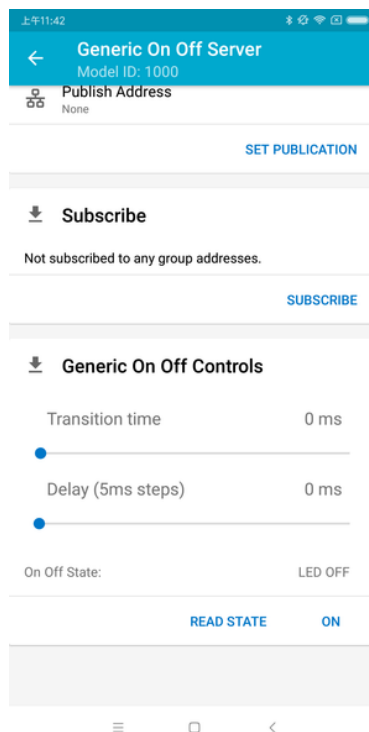 上午11:42
Generic On Off Server
Model ID: 1000
Publish Address
None
SET PUBLICATION
Subscribe
Not subscribed to any group addresses.
SUBSCRIBE
Generic On Off Controls
Transition time 0 ms
Delay (5ms steps) 0 ms
On Off State: LED OFF
READ STATE ON